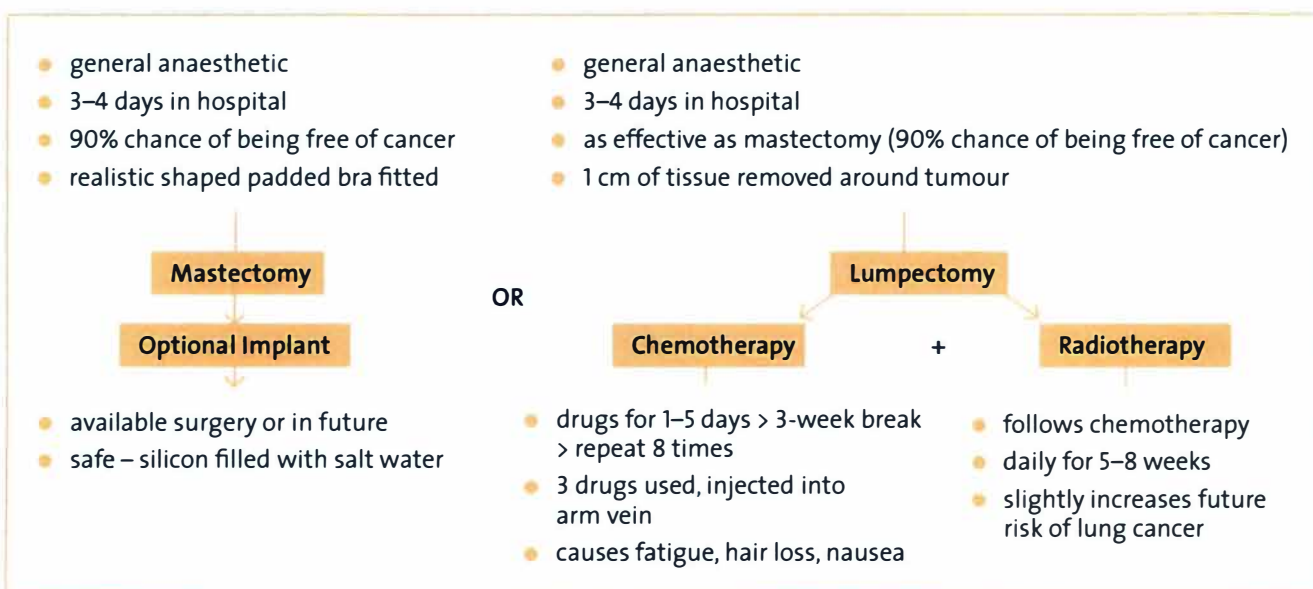 general anaesthetic
3–4 days in hospital
90% chance of being free of cancer
realistic shaped padded bra fitted
Mastectomy
Optional Implant
available surgery or in future
safe – silicon filled with salt water
OR
general anaesthetic
3–4 days in hospital
as effective as mastectomy (90% chance of being free of cancer)
1 cm of tissue removed around tumour
Lumpectomy
Chemotherapy
+
Radiotherapy
drugs for 1–5 days > 3-week break
> repeat 8 times
3 drugs used, injected into
arm vein
causes fatigue, hair loss, nausea
follows chemotherapy
daily for 5–8 weeks
slightly increases future
risk of lung cancer